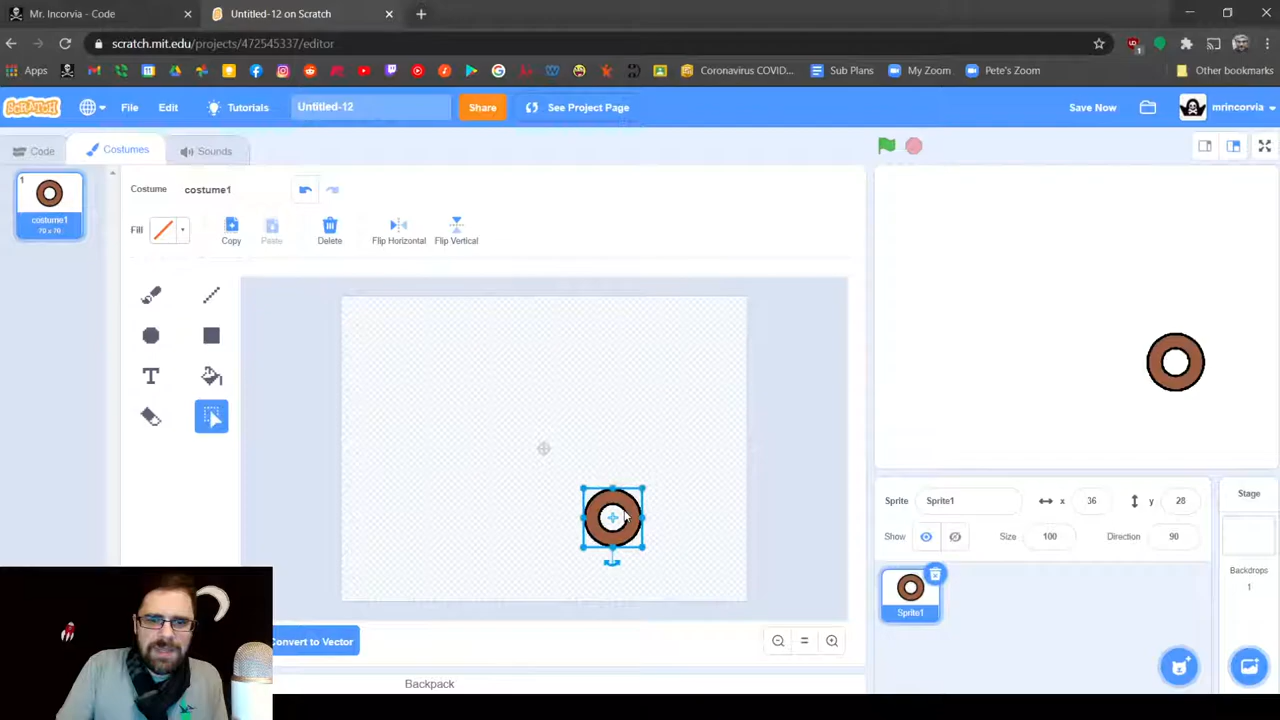 Mr. Incorvia - Code
Untitled-12 on Scratch
scratch.mit.edu/projects/472545337/editor
Apps
Coronavirus COVID...
Sub Plans
My Zoom
Pete's Zoom
Other bookmarks
SCRATCH
File
Edit
Tutorials
Untitled-12
Share
See Project Page
Save Now
mrincorvia
Code
Costumes
Sounds
1
costume1
70 x 70
Costume
costume1
Fill
Copy
Paste
Delete
Flip Horizontal
Flip Vertical
T
Convert to Vector
Backpack
Sprite
Sprite1
x
36
y
28
Show
Size
100
Direction
90
Sprite1
Stage
Backdrops
1